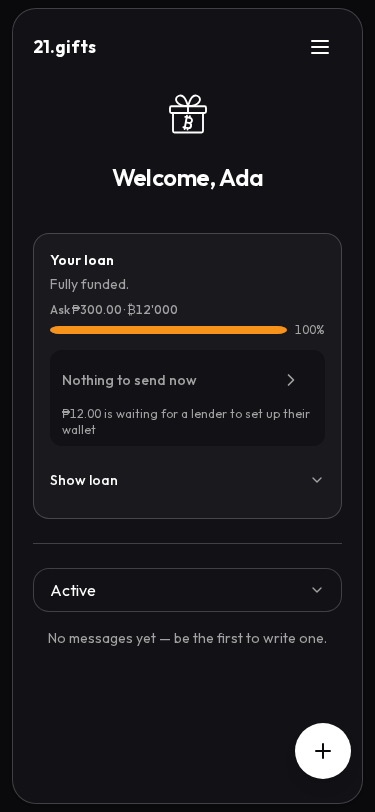 21.gifts
Welcome, Ada
Your loan
Fully funded.
Ask ₱300.00 · ₿12'000
100%
Nothing to send now
₱12.00 is waiting for a lender to set up their
wallet
Show loan
Active
No messages yet — be the first to write one.